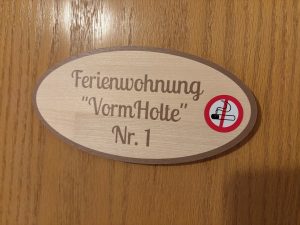 Ferienwohnung
"VormHolte"
Nr. 1